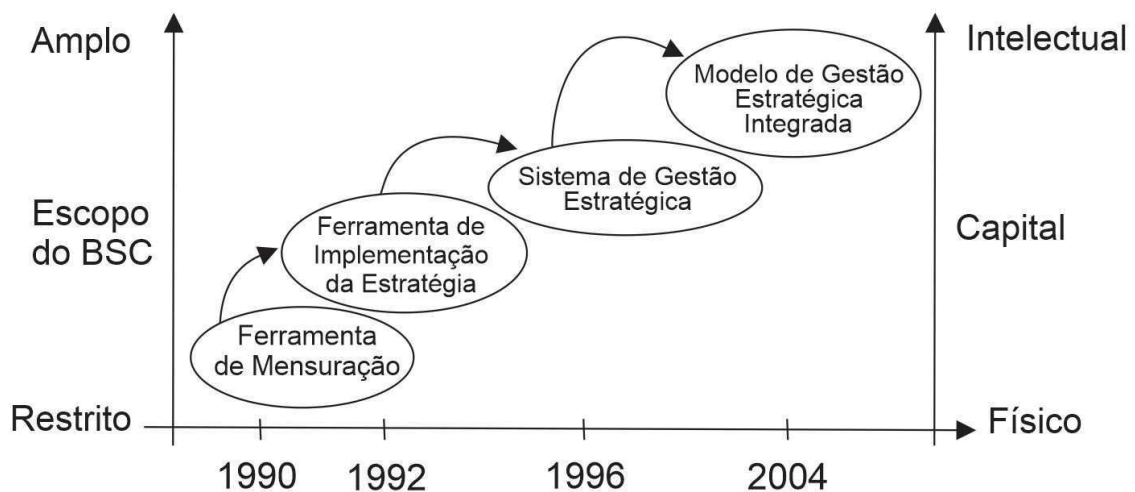 Amplo
Intelectual
Modelo de Gestão
Estratégica
Integrada
Sistema de Gestão
Estratégica
Escopo
do BSC
Ferramenta de
Implementação
da Estratégia
Capital
Ferramenta
de Mensuração
Restrito
Físico
1990
1992
1996
2004